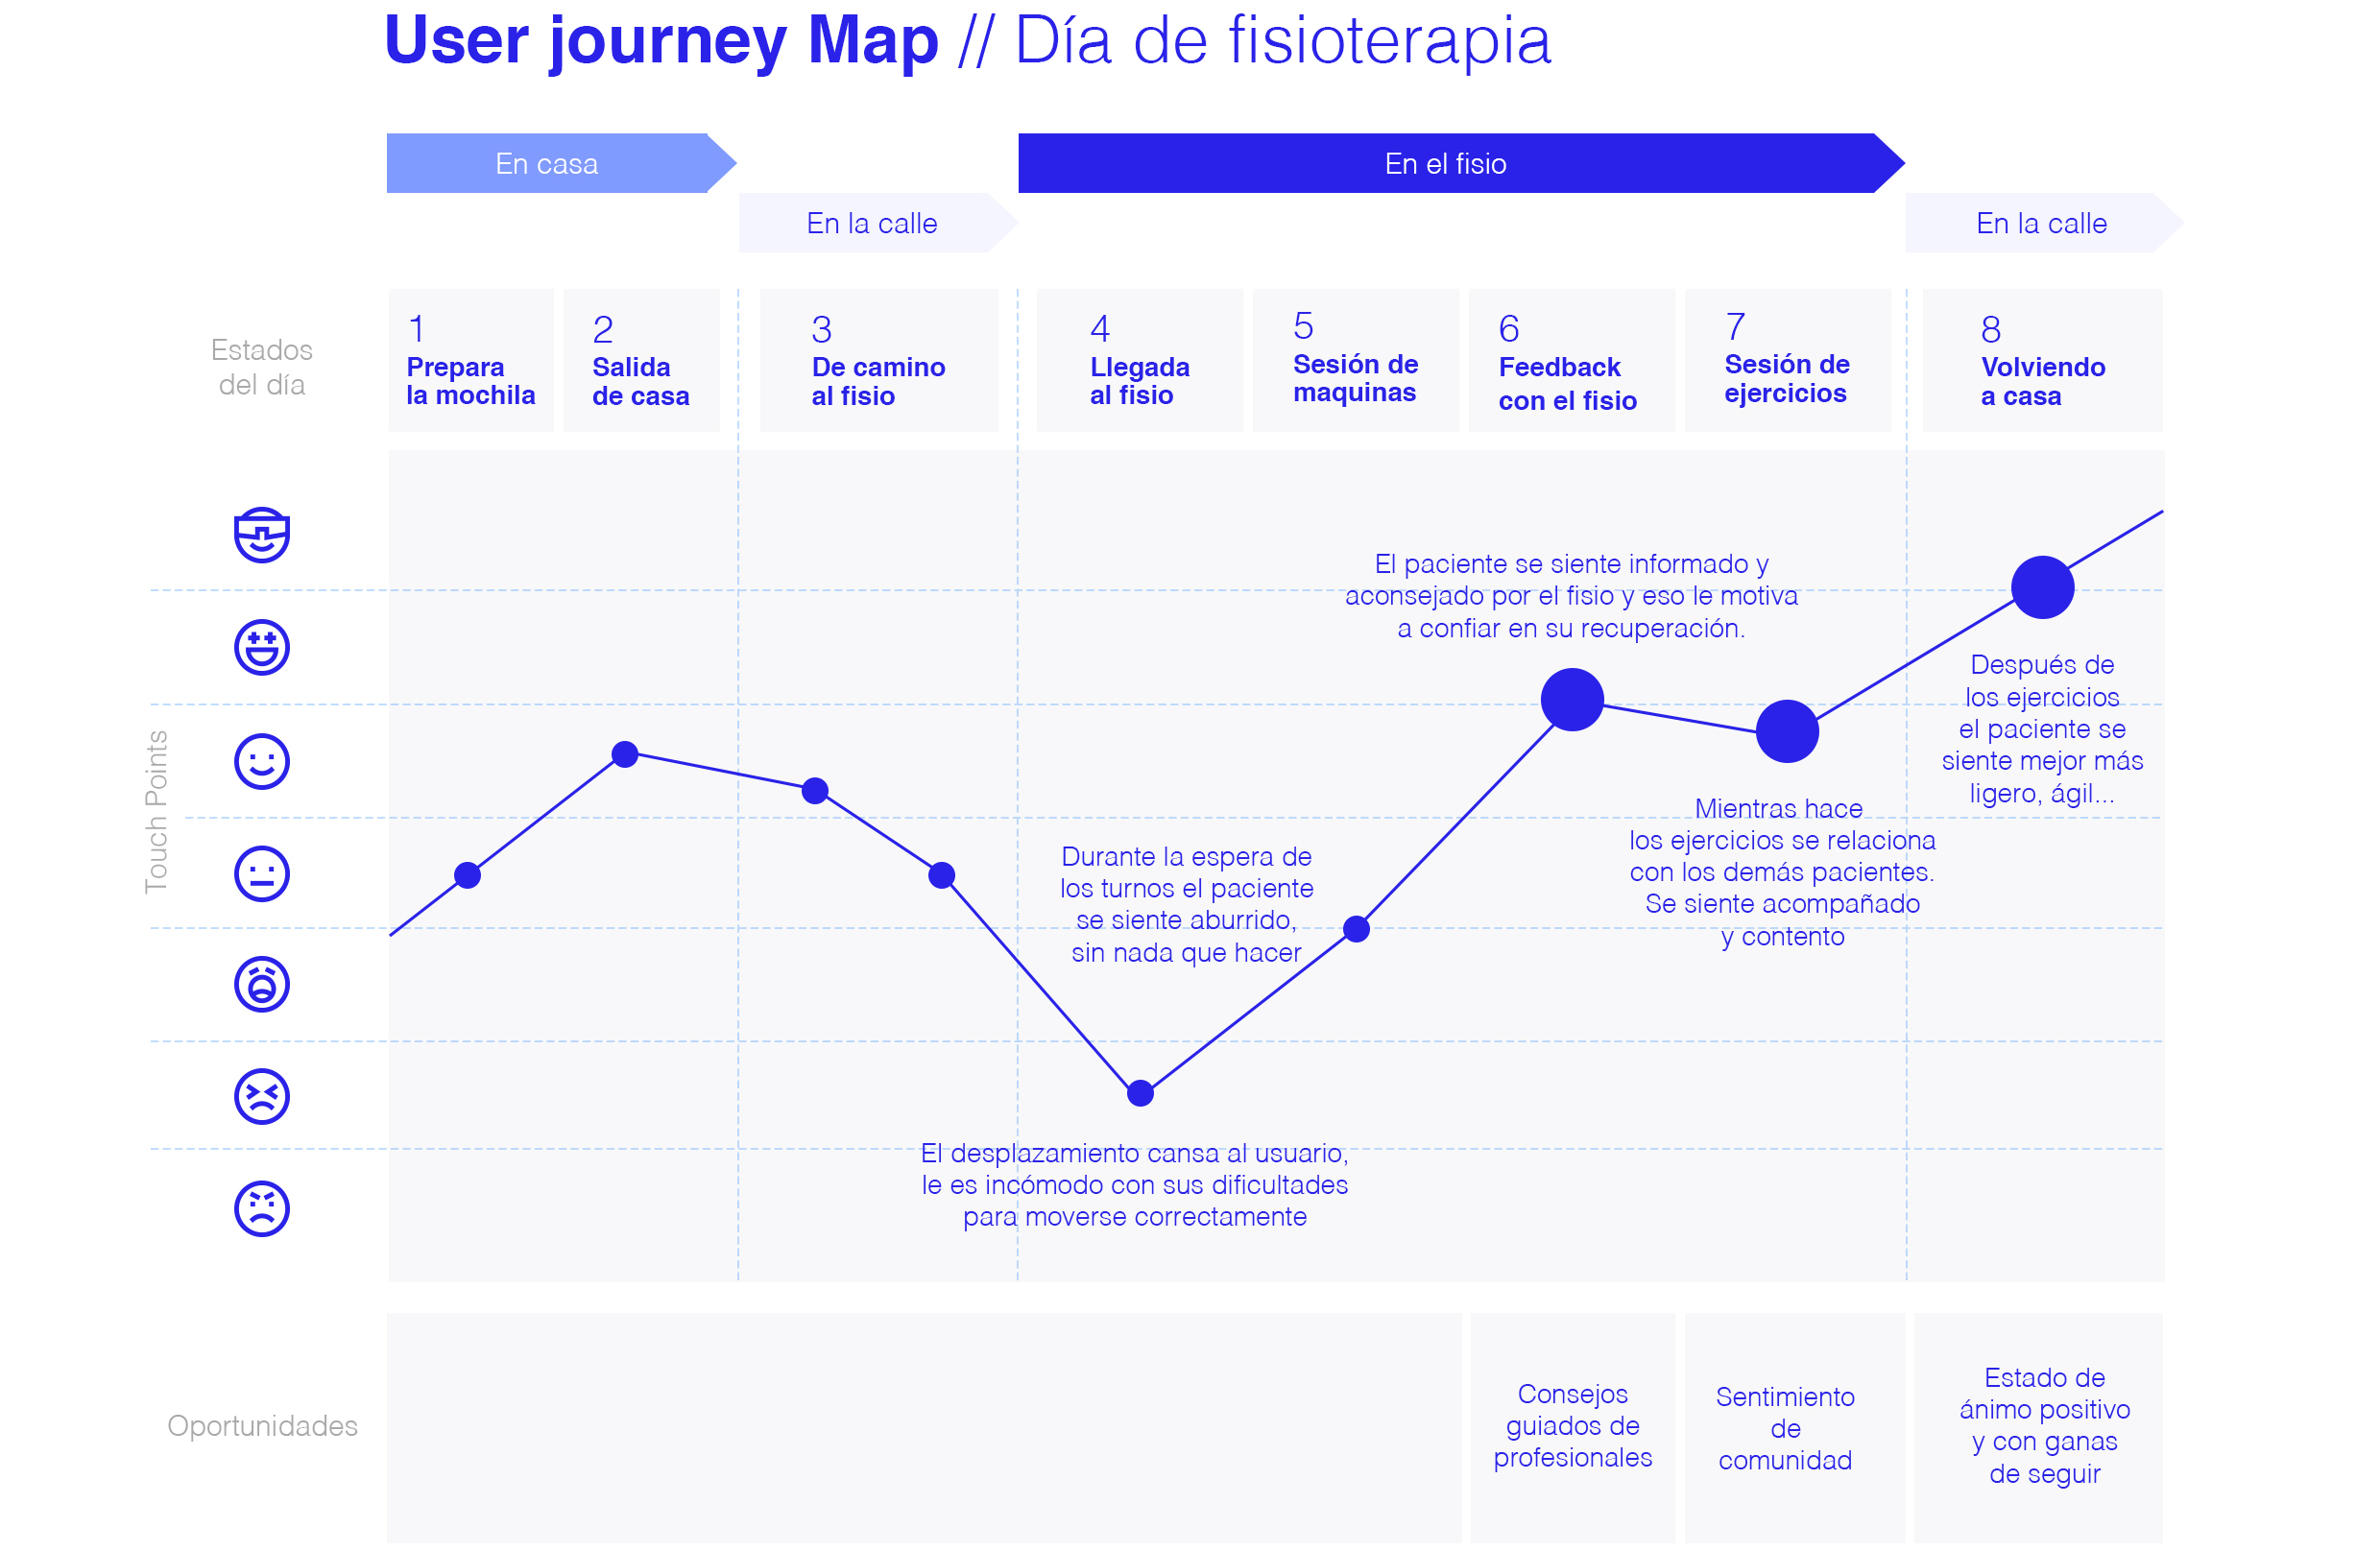 User journey Map // Día de fisioterapia
En casa
En el fisio
En la calle
En la calle
Estados
del día
1
Prepara
la mochila
2
Salida
de casa
3
De camino
al fisio
4
Llegada
al fisio
5
Sesión de
maquinas
6
Feedback
con el fisio
7
Sesión de
ejercicios
8
Volviendo
a casa
Touch Points
El paciente se siente informado y
aconsejado por el fisio y eso le motiva
a confiar en su recuperación.
Después de
los ejercicios
el paciente se
siente mejor más
ligero, ágil...
Mientras hace
los ejercicios se relaciona
con los demás pacientes.
Se siente acompañado
y contento
Durante la espera de
los turnos el paciente
se siente aburrido,
sin nada que hacer
El desplazamiento cansa al usuario,
le es incómodo con sus dificultades
para moverse correctamente
Oportunidades
Consejos
guiados de
profesionales
Sentimiento
de
comunidad
Estado de
ánimo positivo
y con ganas
de seguir